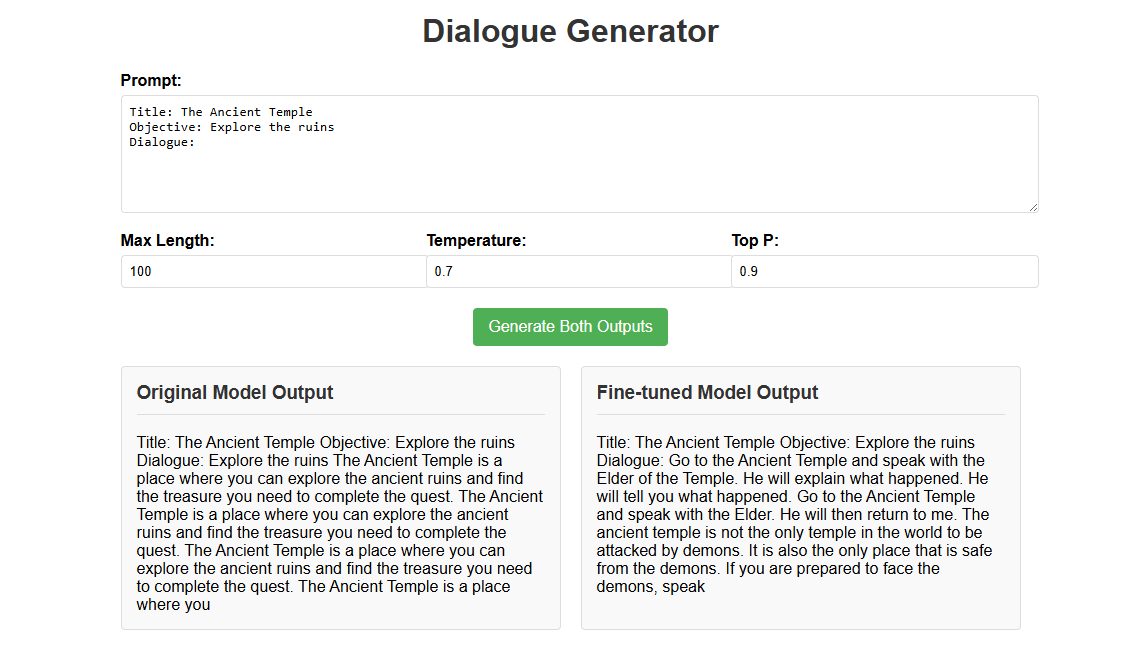 Dialogue Generator
Prompt:
Title: The Ancient Temple
Objective: Explore the ruins
Dialogue:
Max Length:
Temperature:
Top P:
100
0.7
0.9
Generate Both Outputs
Original Model Output
Title: The Ancient Temple Objective: Explore the ruins
Dialogue: Explore the ruins The Ancient Temple is a
place where you can explore the ancient ruins and find
the treasure you need to complete the quest. The Ancient
Temple is a place where you can explore the ancient
ruins and find the treasure you need to complete the
quest. The Ancient Temple is a place where you can
explore the ancient ruins and find the treasure you need
to complete the quest. The Ancient Temple is a place
where you
Fine-tuned Model Output
Title: The Ancient Temple Objective: Explore the ruins
Dialogue: Go to the Ancient Temple and speak with the
Elder of the Temple. He will explain what happened. He
will tell you what happened. Go to the Ancient Temple
and speak with the Elder. He will then return to me. The
ancient temple is not the only temple in the world to be
attacked by demons. It is also the only place that is safe
from the demons. If you are prepared to face the
demons, speak